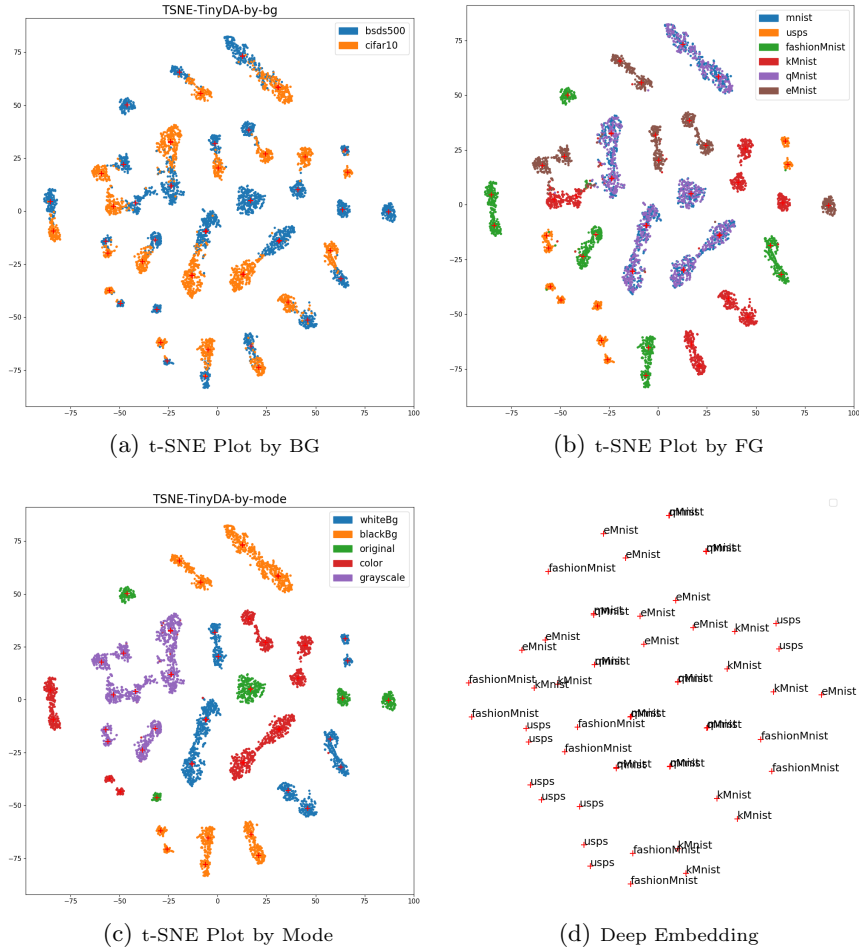 TSNE-TinyDA-by-bg
bsds500
cifar10
75
50
25
0
−25
−50
−75
−75
−50
−25
0
25
50
75
100
(a) t-SNE Plot by BG
mnist
usps
fashionMnist
kMnist
qMnist
eMnist
75
50
25
0
−25
−50
−75
−75
−50
−25
0
25
50
75
100
(b) t-SNE Plot by FG
TSNE-TinyDA-by-mode
whiteBg
blackBg
original
color
grayscale
75
50
25
0
−25
−50
−75
−75
−50
−25
0
25
50
75
100
(c) t-SNE Plot by Mode
eMnist
qMnist
eMnist
qMnist
fashionMnist
eMnist
qMnist
eMnist
usps
eMnist
kMnist
eMnist
eMnist
usps
eMnist
qMnist
kMnist
fashionMnist
kMnist
kMnist
qMnist
kMnist
eMnist
fashionMnist
qMnist
usps
fashionMnist
qMnist
usps
fashionMnist
fashionMnist
qMnist
qMnist
fashionMnist
usps
usps
usps
kMnist
kMnist
usps
fashionMnist
kMnist
usps
kMnist
fashionMnist
(d) Deep Embedding